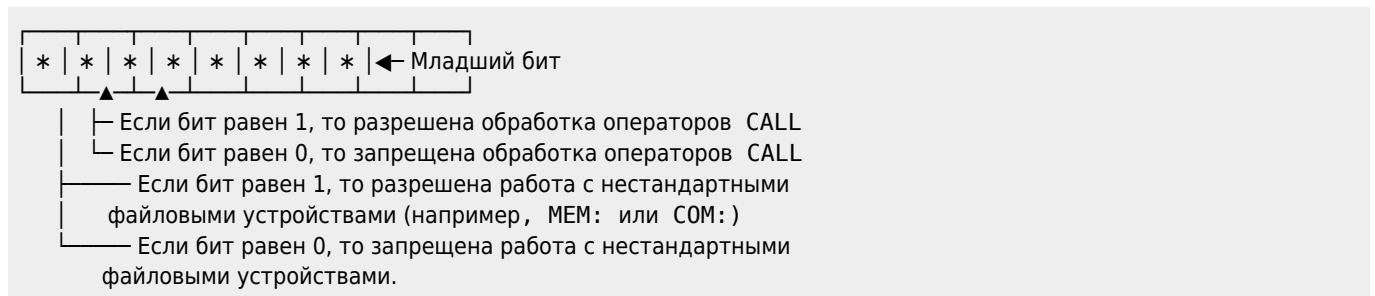 * * * * * * * * Младший бит
Если бит равен 1, то разрешена обработка операторов CALL
Если бит равен 0, то запрещена обработка операторов CALL
Если бит равен 1, то разрешена работа с нестандартными
файловыми устройствами (например, MEM: или COM:)
Если бит равен 0, то запрещена работа с нестандартными
файловыми устройствами.